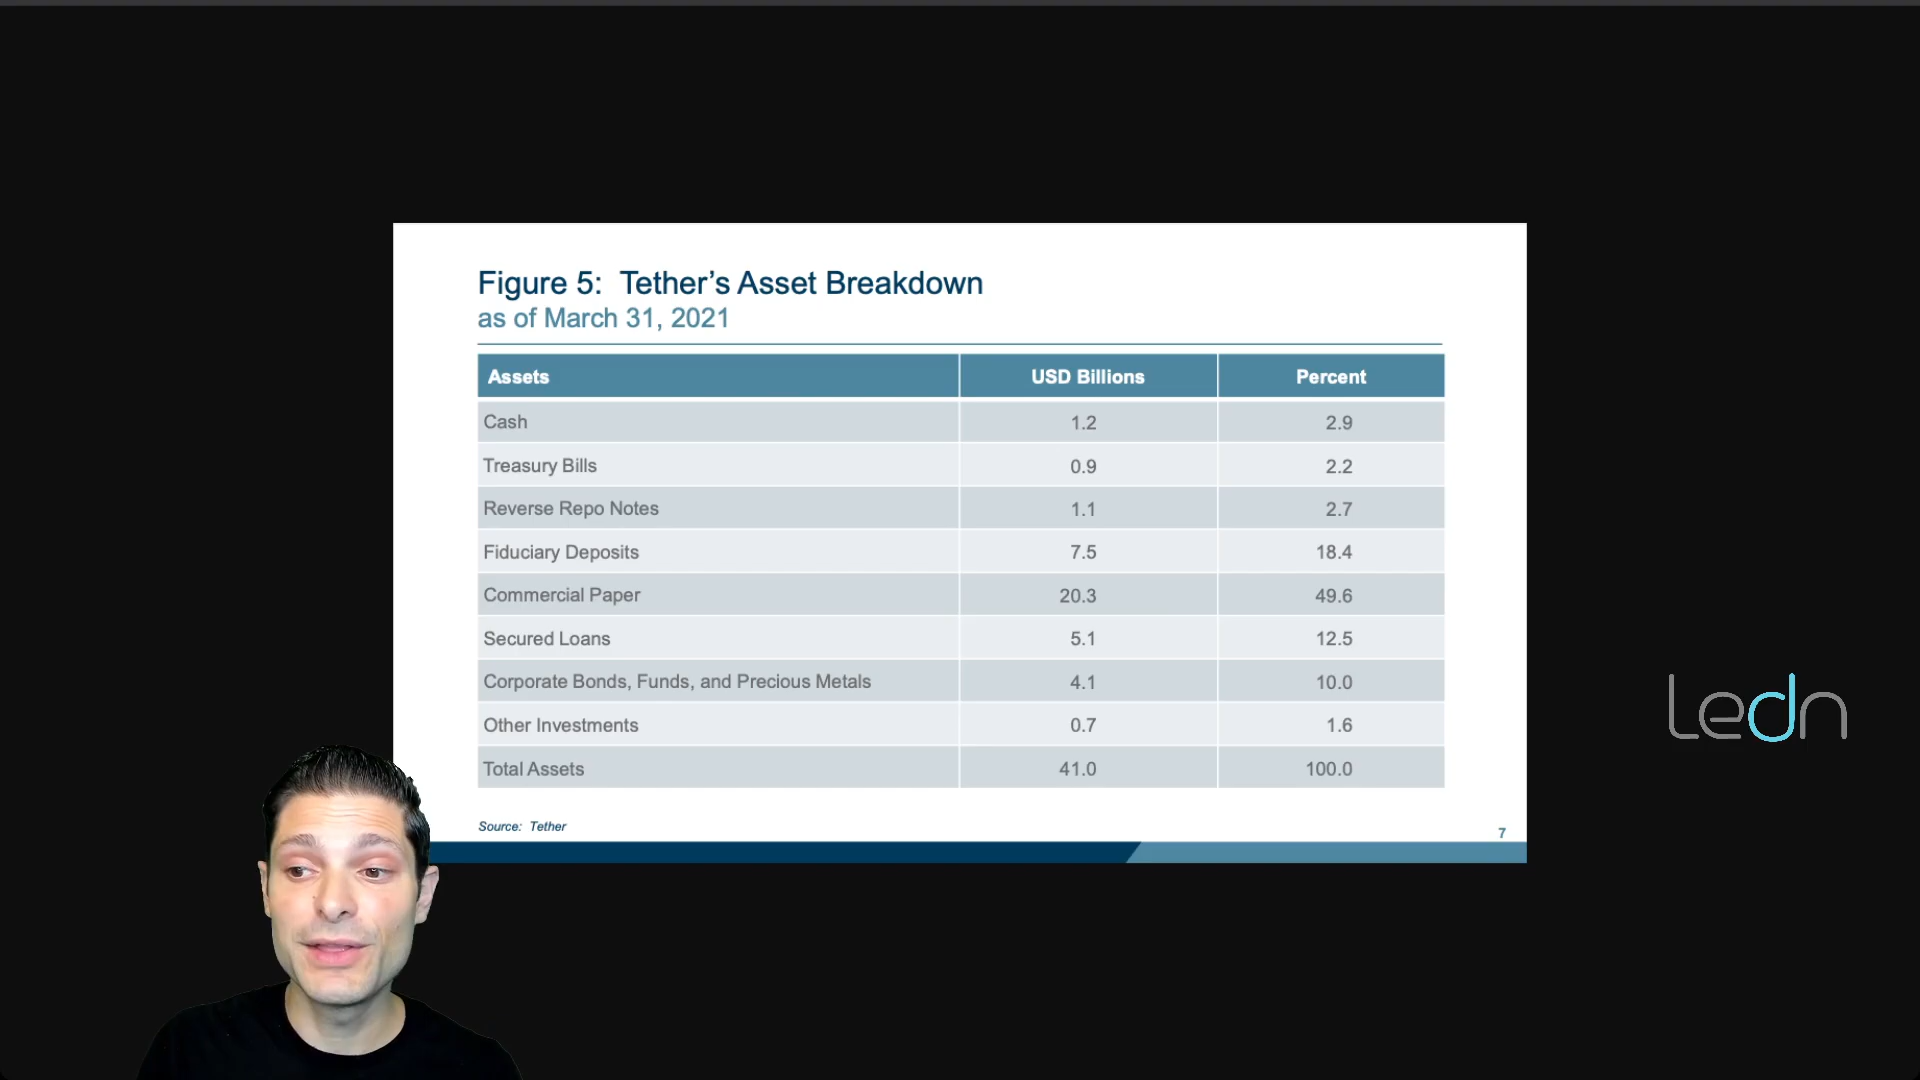 Figure 5: Tether's Asset Breakdown
as of March 31, 2021
Assets USD Billions Percent
Cash 1.2 2.9
Treasury Bills 0.9 2.2
Reverse Repo Notes 1.1 2.7
Fiduciary Deposits 7.5 18.4
Commercial Paper 20.3 49.6
Secured Loans 5.1 12.5
Corporate Bonds, Funds, and Precious Metals 4.1 10.0
Other Investments 0.7 1.6
Total Assets 41.0 100.0
Source: Tether
7
ledn